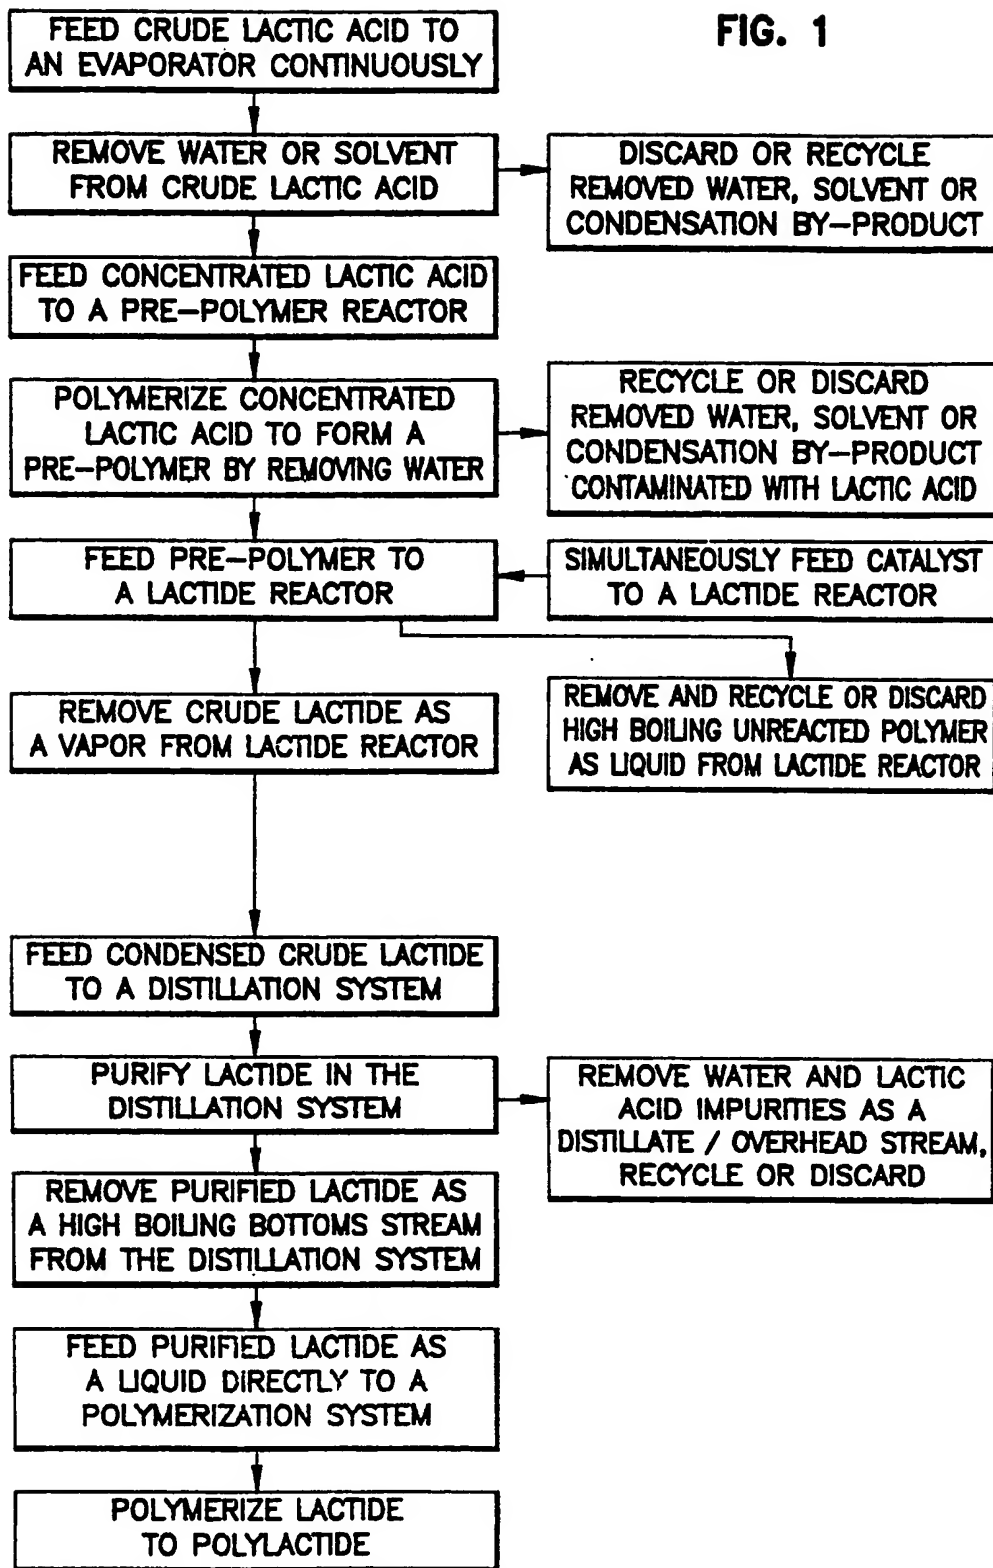 FIG. 1
FEED CRUDE LACTIC ACID TO
AN EVAPORATOR CONTINUOUSLY
REMOVE WATER OR SOLVENT
FROM CRUDE LACTIC ACID
DISCARD OR RECYCLE
REMOVED WATER, SOLVENT OR
CONDENSATION BY-PRODUCT
FEED CONCENTRATED LACTIC ACID
TO A PRE-POLYMER REACTOR
POLYMERIZE CONCENTRATED
LACTIC ACID TO FORM A
PRE-POLYMER BY REMOVING WATER
RECYCLE OR DISCARD
REMOVED WATER, SOLVENT OR
CONDENSATION BY-PRODUCT
CONTAMINATED WITH LACTIC ACID
FEED PRE-POLYMER TO
A LACTIDE REACTOR
SIMULTANEOUSLY FEED CATALYST
TO A LACTIDE REACTOR
REMOVE CRUDE LACTIDE AS
A VAPOR FROM LACTIDE REACTOR
REMOVE AND RECYCLE OR DISCARD
HIGH BOILING UNREACTED POLYMER
AS LIQUID FROM LACTIDE REACTOR
FEED CONDENSED CRUDE LACTIDE
TO A DISTILLATION SYSTEM
PURIFY LACTIDE IN THE
DISTILLATION SYSTEM
REMOVE WATER AND LACTIC
ACID IMPURITIES AS A
DISTILLATE / OVERHEAD STREAM,
RECYCLE OR DISCARD
REMOVE PURIFIED LACTIDE AS
A HIGH BOILING BOTTOMS STREAM
FROM THE DISTILLATION SYSTEM
FEED PURIFIED LACTIDE AS
A LIQUID DIRECTLY TO A
POLYMERIZATION SYSTEM
POLYMERIZE LACTIDE
TO POLYLACTIDE